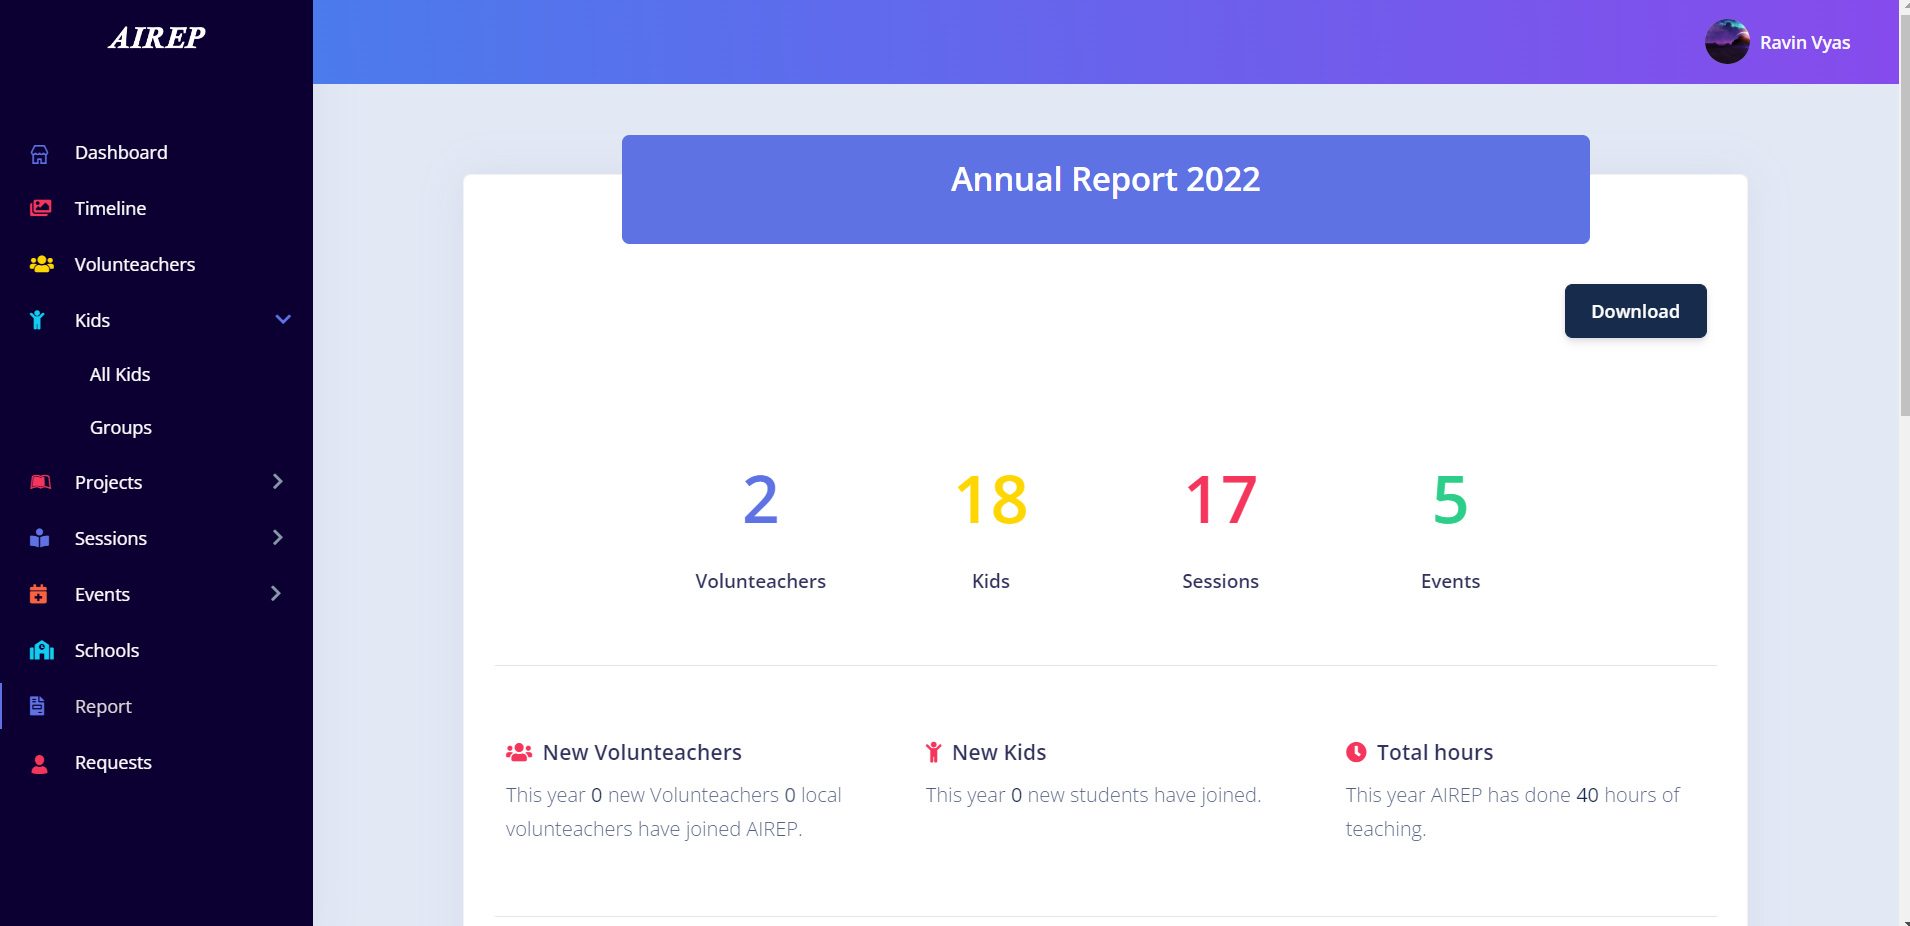 AIREP
Ravin Vyas
Dashboard
Timeline
Volunteachers
Kids
All Kids
Groups
Projects
Sessions
Events
Schools
Report
Requests
Annual Report 2022
Download
2
18
17
5
Volunteachers
Kids
Sessions
Events
New Volunteachers
This year 0 new Volunteachers 0 local
volunteachers have joined AIREP.
New Kids
This year 0 new students have joined.
Total hours
This year AIREP has done 40 hours of
teaching.